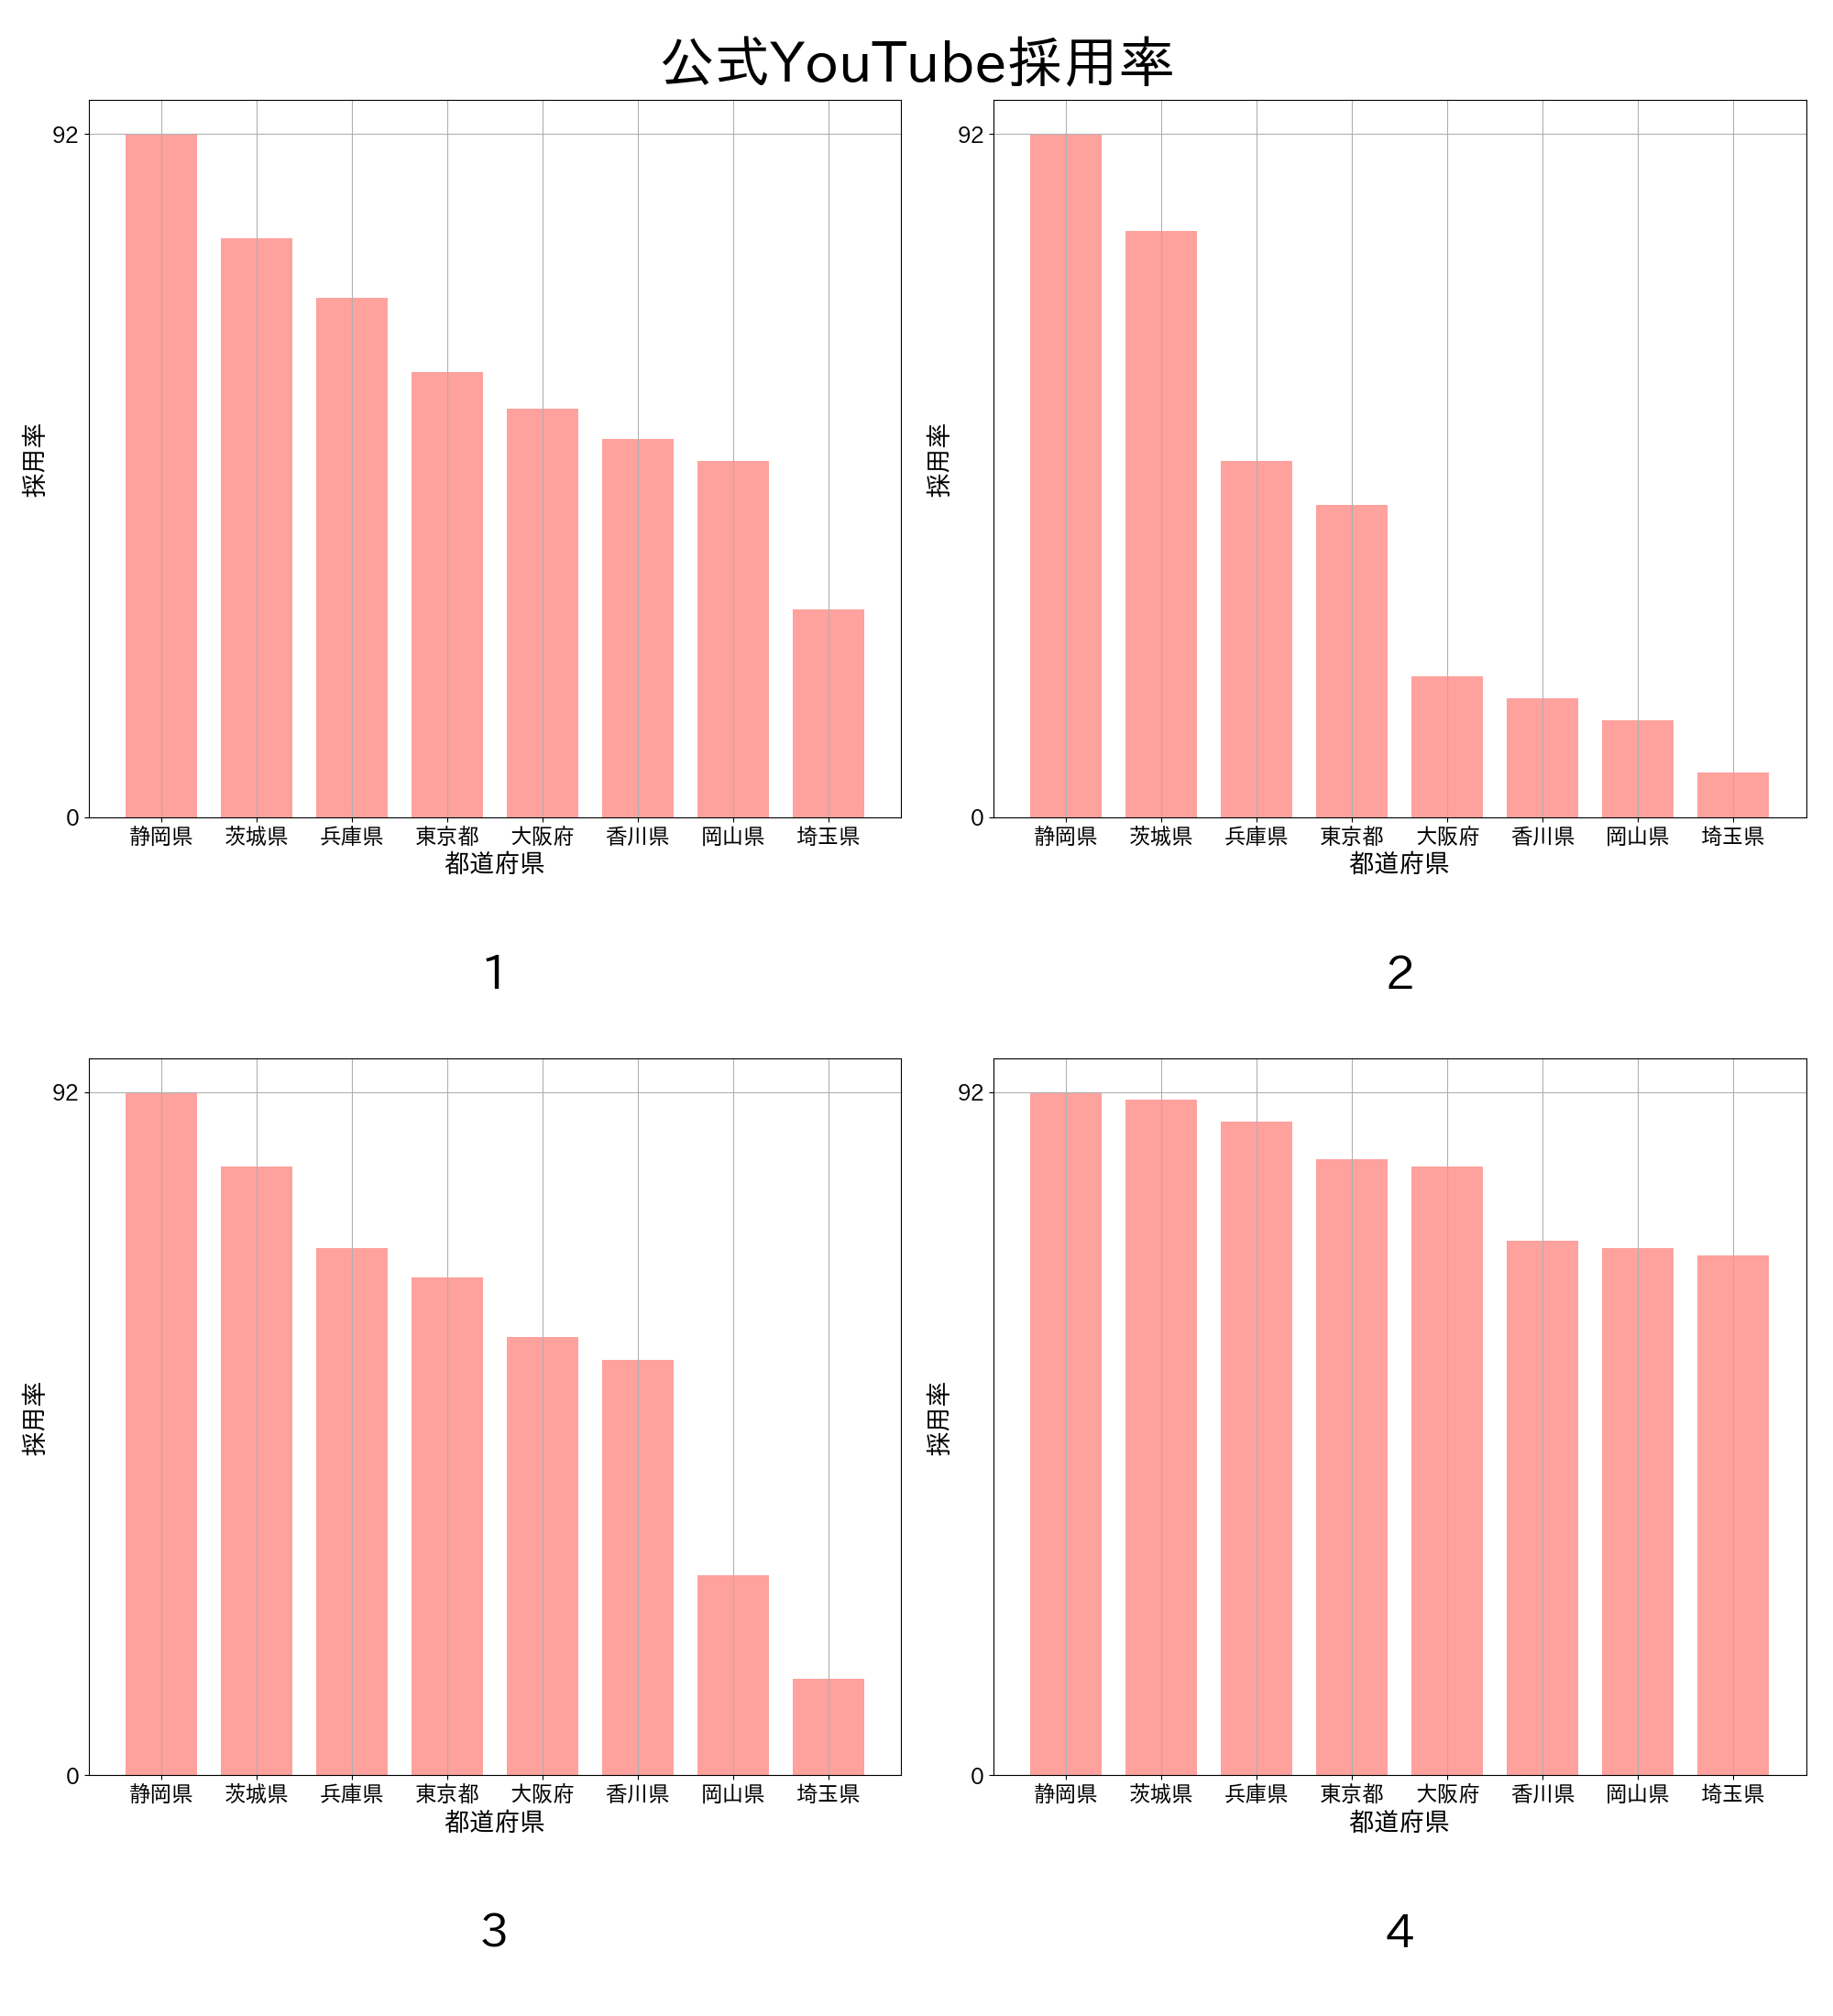 公式YouTube採用率
92
0
採用率
静岡県 茨城県 兵庫県 東京都 大阪府 香川県 岡山県 埼玉県
都道府県
1
92
0
採用率
静岡県 茨城県 兵庫県 東京都 大阪府 香川県 岡山県 埼玉県
都道府県
2
92
0
採用率
静岡県 茨城県 兵庫県 東京都 大阪府 香川県 岡山県 埼玉県
都道府県
3
92
0
採用率
静岡県 茨城県 兵庫県 東京都 大阪府 香川県 岡山県 埼玉県
都道府県
4